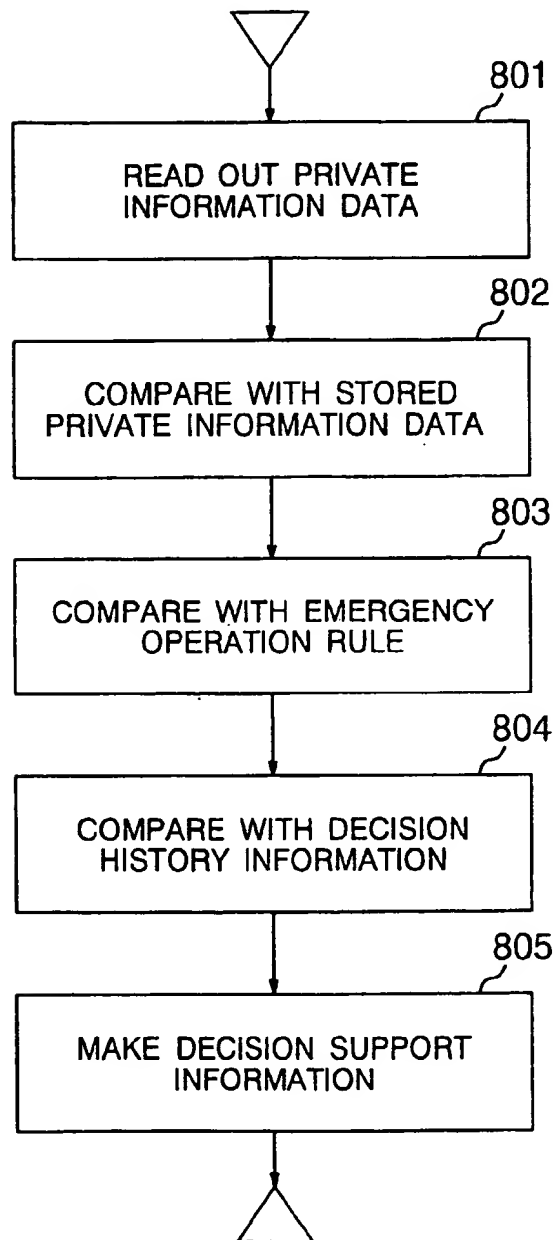 801
READ OUT PRIVATE
INFORMATION DATA
802
COMPARE WITH STORED
PRIVATE INFORMATION DATA
803
COMPARE WITH EMERGENCY
OPERATION RULE
804
COMPARE WITH DECISION
HISTORY INFORMATION
805
MAKE DECISION SUPPORT
INFORMATION